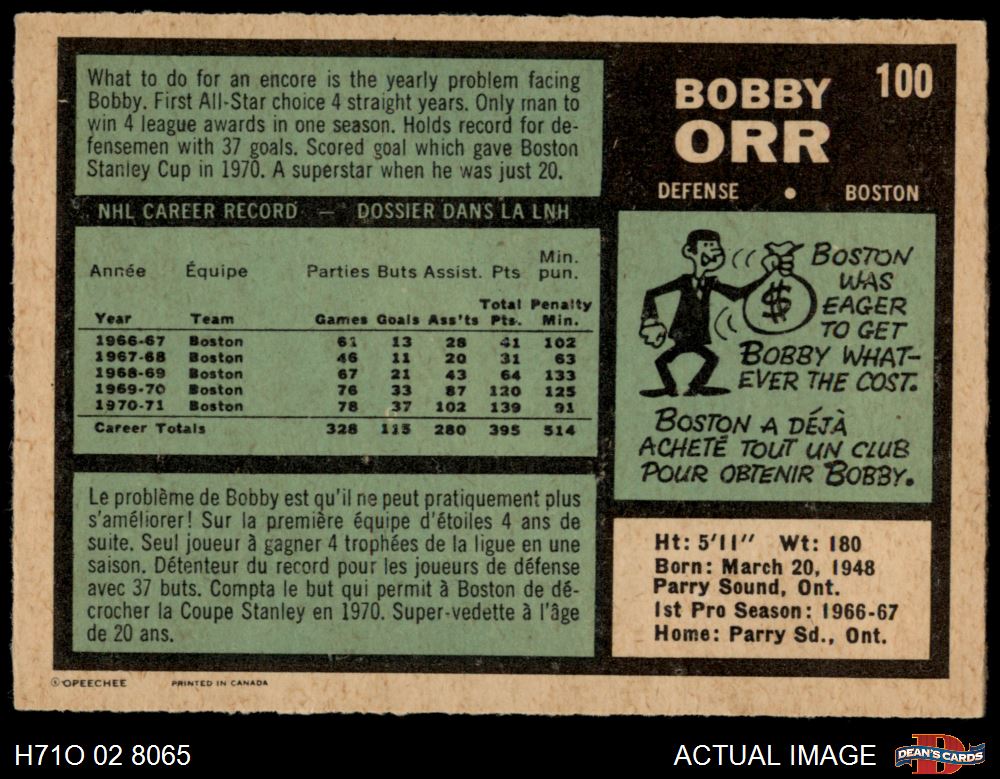 What to do for an encore is the yearly problem facing
Bobby. First All-Star choice 4 straight years. Only man to
win 4 league awards in one season. Holds record for de-
fensemen with 37 goals. Scored goal which gave Boston
Stanley Cup in 1970. A superstar when he was just 20.
BOBBY 100
ORR
DEFENSE • BOSTON
NHL CAREER RECORD — DOSSIER DANS LA LNH
Année Équipe Parties Buts Assist. Pts Min. pun.
Year Team Games Goals Ass'ts Total Pts. Penalty Min.
1966-67 Boston 61 13 28 41 102
1967-68 Boston 46 11 20 31 63
1968-69 Boston 67 21 43 64 133
1969-70 Boston 76 33 87 120 125
1970-71 Boston 78 37 102 139 91
Career Totals 328 115 280 395 514
Le problème de Bobby est qu'il ne peut pratiquement plus
s'améliorer! Sur la première équipe d'étoiles 4 ans de
suite. Seul joueur à gagner 4 trophées de la ligue en une
saison. Détenteur du record pour les joueurs de défense
avec 37 buts. Compta le but qui permit à Boston de dé-
crocher la Coupe Stanley en 1970. Super-vedette à l'âge
de 20 ans.
$
BOSTON
WAS
EAGER
TO GET
BOBBY WHAT-
EVER THE COST.
BOSTON A DÉJÀ
ACHETÉ TOUT UN CLUB
POUR OBTENIR BOBBY.
Ht: 5'11" Wt: 180
Born: March 20, 1948
Parry Sound, Ont.
1st Pro Season: 1966-67
Home: Parry Sd., Ont.
© OPEECHEE PRINTED IN CANADA
H71O 02 8065 ACTUAL IMAGE D DEAN'S CARDS